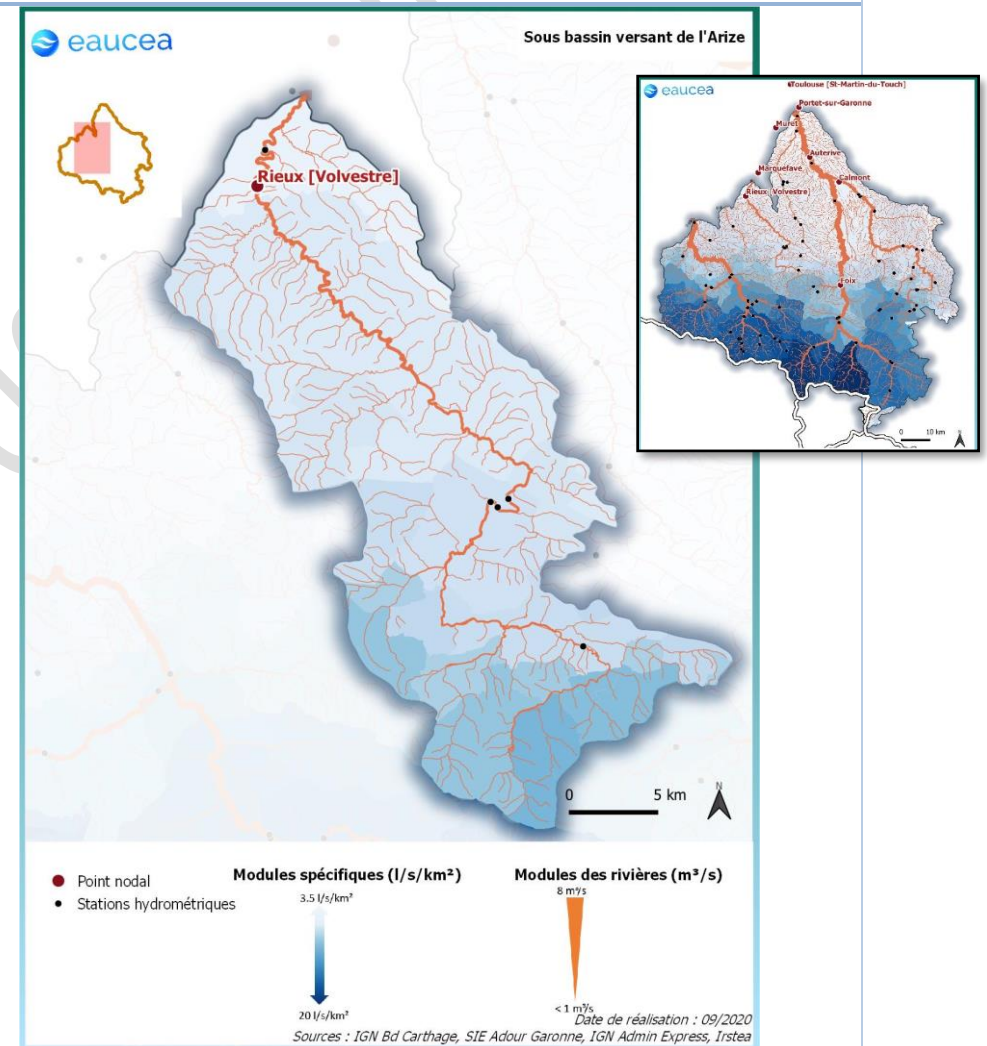 eaucea
Sous bassin versant de l'Arize
Rieux [Volvestre]
0 5 km
N
eaucea
Toulouse [St-Martin-du-Touch]
Portet-sur-Garonne
Muret
Auterive
Marquefave
Calmont
Rieux [Volvestre]
Foix
0 10 km
Point nodal
Stations hydrométriques
Modules spécifiques (l/s/km²)
3.5 l/s/km²
20 l/s/km²
Modules des rivières (m³/s)
8 m³/s
< 1 m³/s
Date de réalisation : 09/2020
Sources : IGN Bd Carthage, SIE Adour Garonne, IGN Admin Express, Irstea